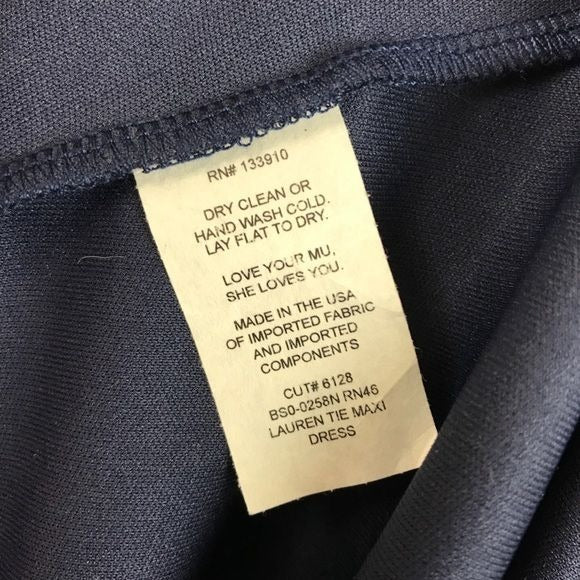 RN# 133910
DRY CLEAN OR
HAND WASH COLD.
LAY FLAT TO DRY.
LOVE YOUR MU,
SHE LOVES YOU.
MADE IN THE USA
OF IMPORTED FABRIC
AND IMPORTED
COMPONENTS
CUT# 6128
BS0-0258N RN46
LAUREN TIE MAXI
DRESS